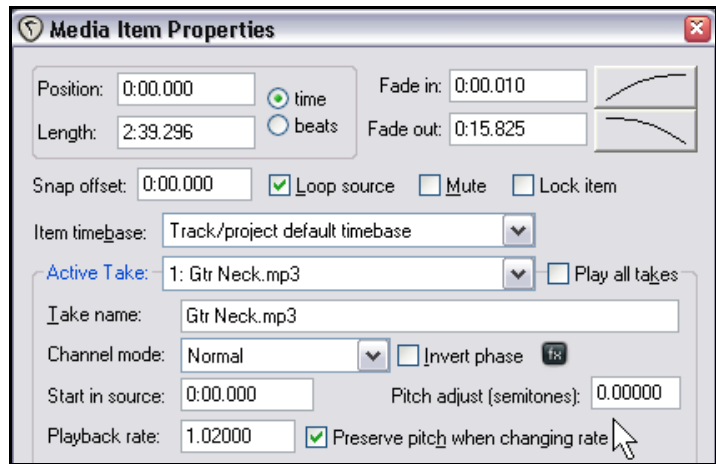 Media Item Properties
Position: 0:00.000 time Fade in: 0:00.010
Length: 2:39.296 beats Fade out: 0:15.825
Snap offset: 0:00.000 Loop source Mute Lock item
Item timebase: Track/project default timebase
Active Take: 1: Gtr Neck.mp3 Play all takes
Take name: Gtr Neck.mp3
Channel mode: Normal Invert phase fx
Start in source: 0:00.000 Pitch adjust (semitones): 0.00000
Playback rate: 1.02000 Preserve pitch when changing rate